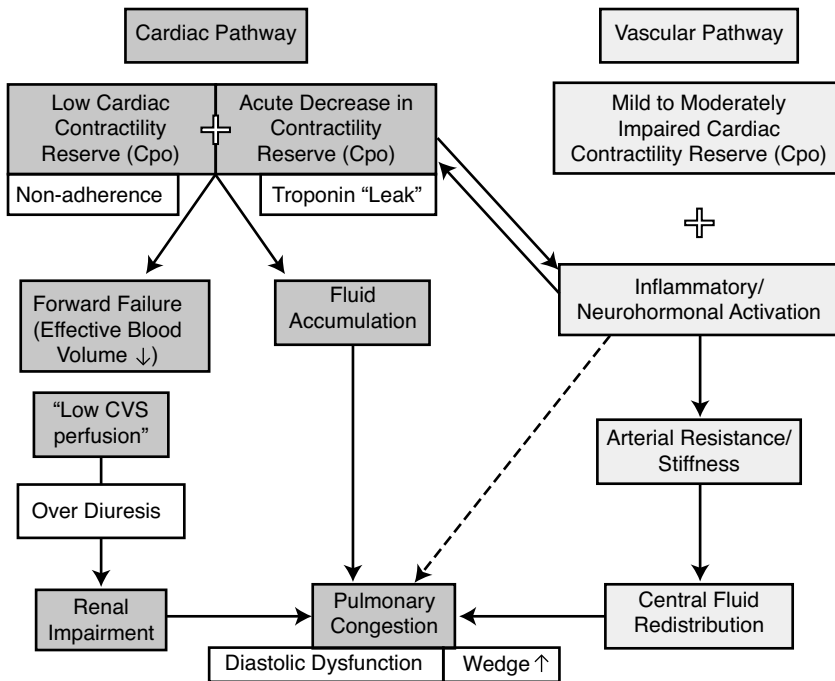 Cardiac Pathway
Vascular Pathway
Low Cardiac
Contractility
Reserve (Cpo)
Acute Decrease in
Contractility
Reserve (Cpo)
Mild to Moderately
Impaired Cardiac
Contractility Reserve (Cpo)
Non-adherence
Troponin “Leak”
Forward Failure
(Effective Blood
Volume ↓)
Fluid
Accumulation
Inflammatory/
Neurohormonal Activation
“Low CVS
perfusion”
Arterial Resistance/
Stiffness
Over Diuresis
Renal
Impairment
Pulmonary
Congestion
Central Fluid
Redistribution
Diastolic Dysfunction
Wedge ↑